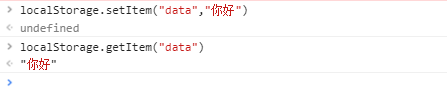 localStorage.setItem("data","你好")
undefined
localStorage.getItem("data")
"你好"